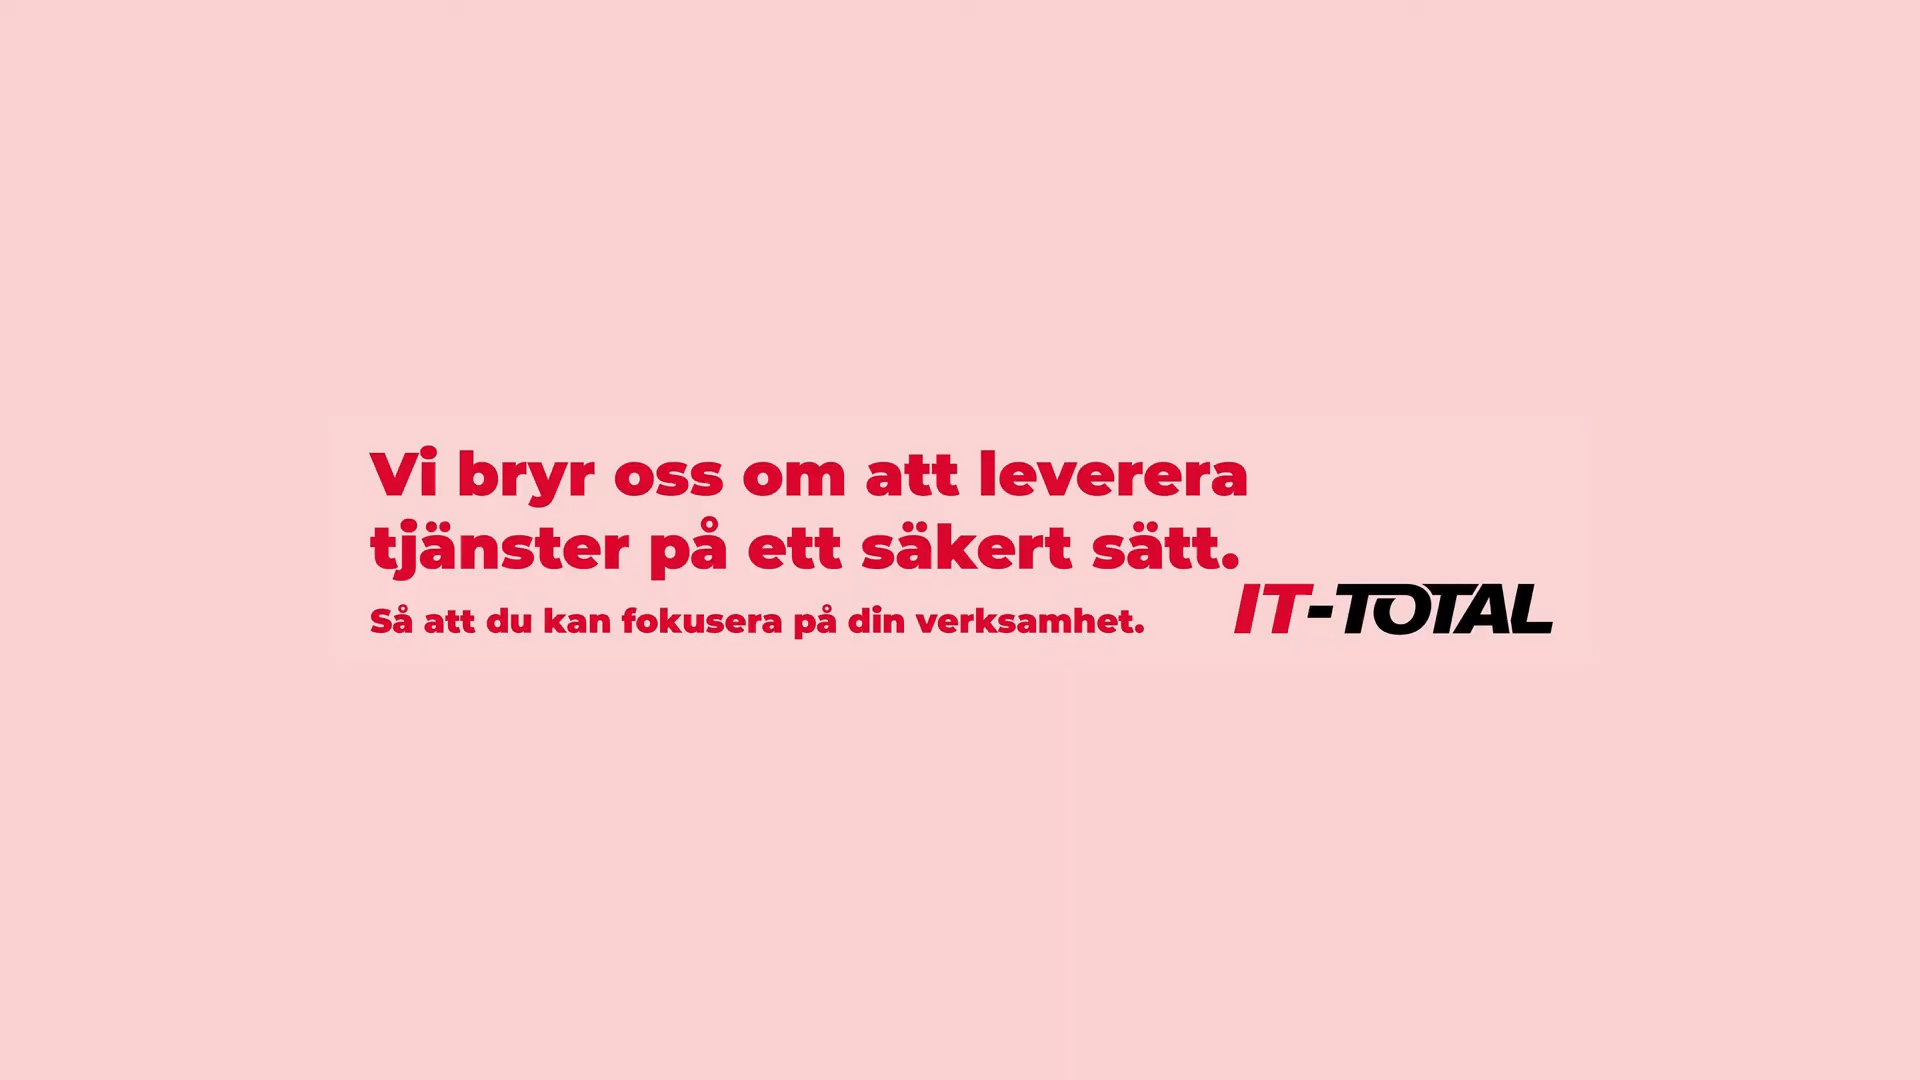 Vi bryr oss om att leverera
tjänster på ett säkert sätt.
Så att du kan fokusera på din verksamhet.
IT-TOTAL